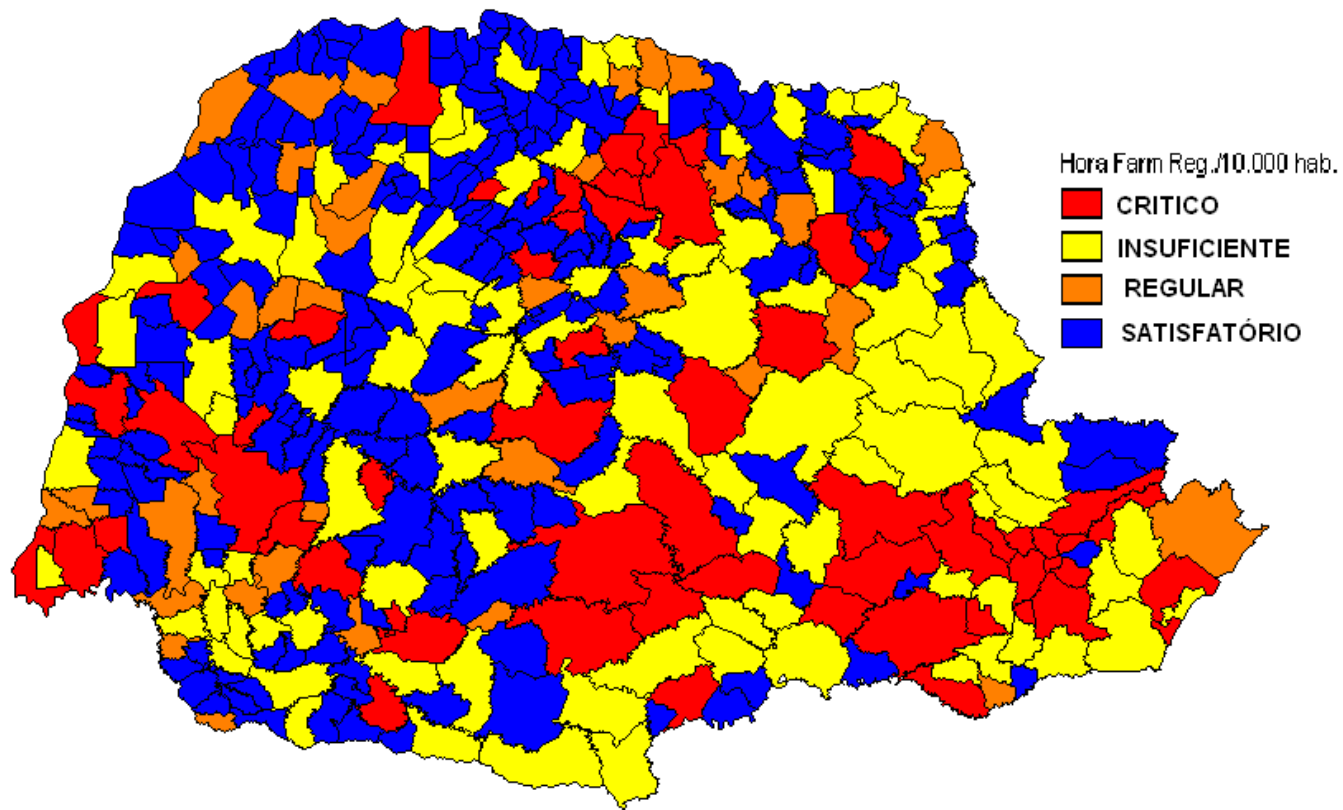 Hora Farm Reg./10.000 hab.
CRITICO
INSUFICIENTE
REGULAR
SATISFATÓRIO